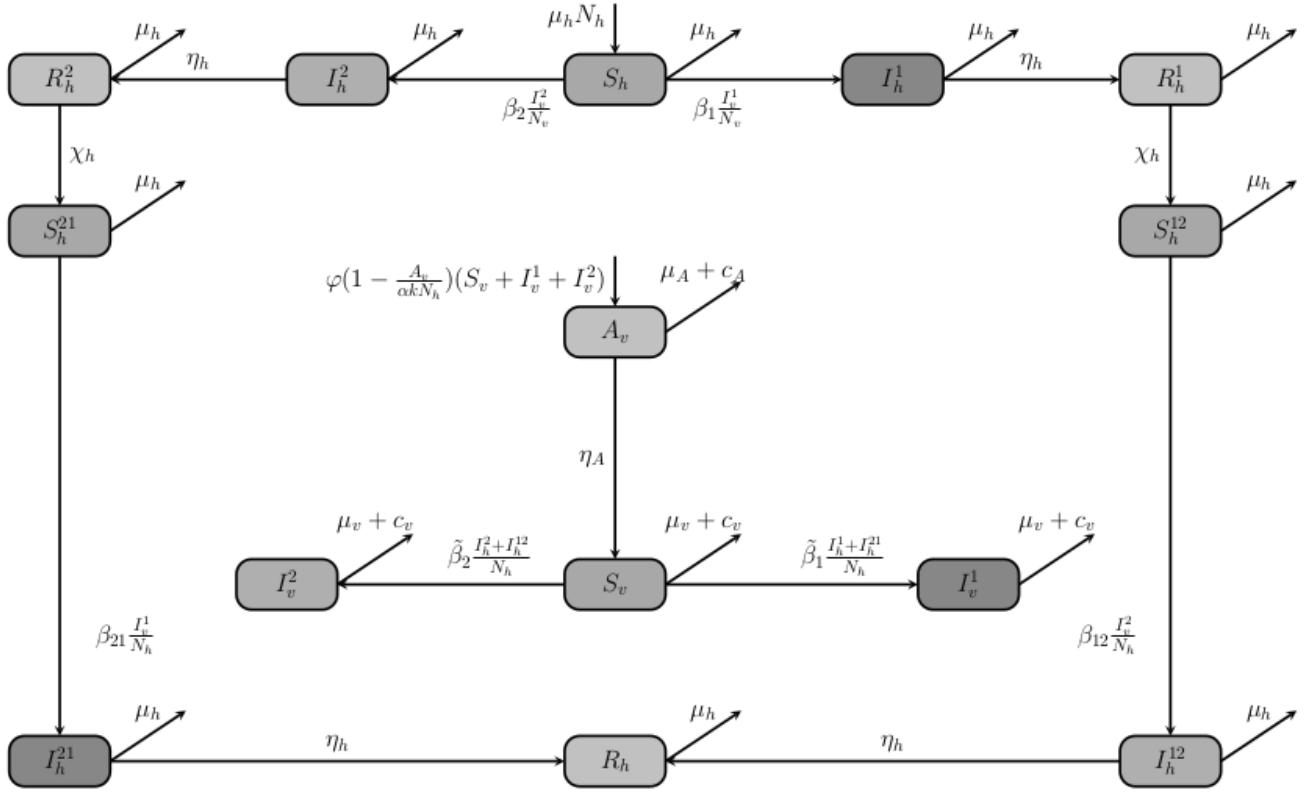 μ_h μ_h μ_h N_h μ_h μ_h μ_h
R_h^2 η_h I_h^2 S_h I_h^1 η_h R_h^1
β_2 I_v^2/N_v β_1 I_v^1/N_v
χ_h χ_h
μ_h μ_h
S_h^{21} S_h^{12}
φ(1 − A_v/(αkN_h))(S_v + I_v^1 + I_v^2) μ_A + c_A
A_v
η_A
μ_v + c_v μ_v + c_v μ_v + c_v
β̃_2 (I_h^2+I_h^{12})/N_h β̃_1 (I_h^1+I_h^{21})/N_h
I_v^2 S_v I_v^1
β_{21} I_v^1/N_h β_{12} I_v^2/N_h
μ_h μ_h μ_h
I_h^{21} η_h R_h η_h I_h^{12}